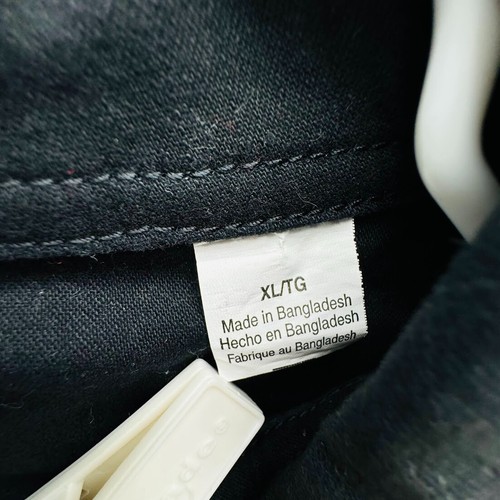 XL/TG
Made in Bangladesh
Hecho en Bangladesh
Fabrique au Bangladesh